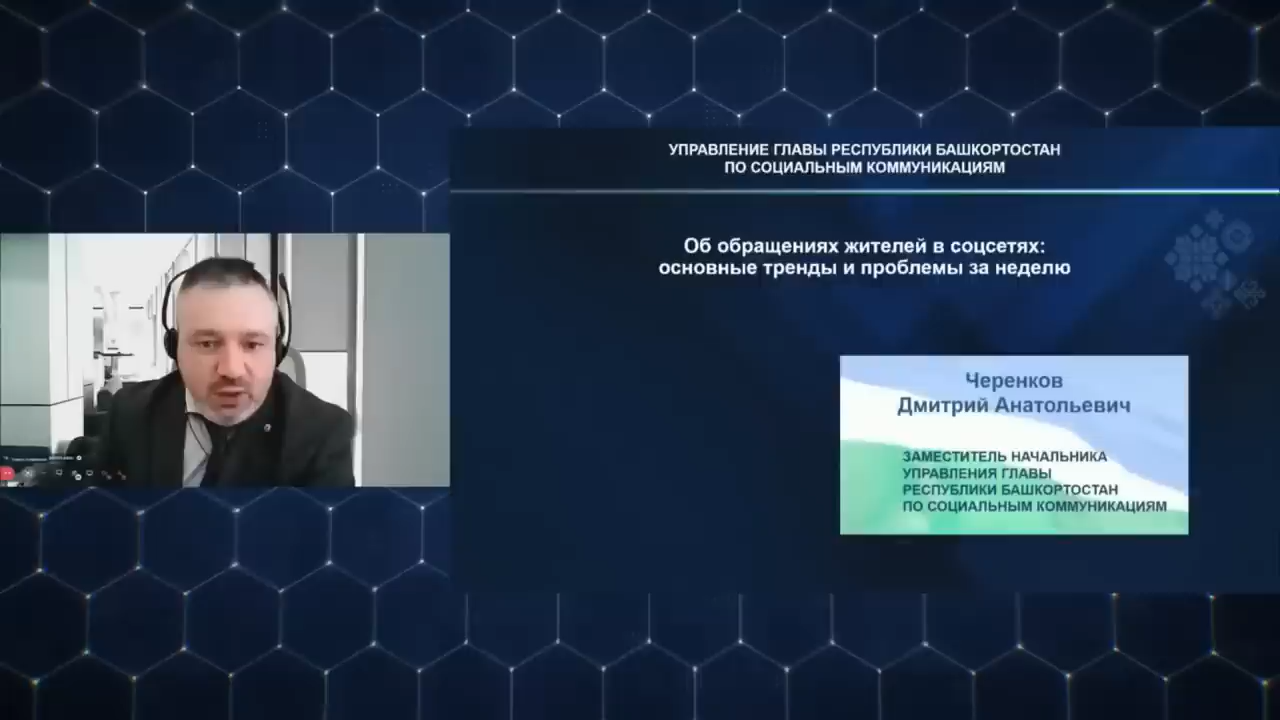 УПРАВЛЕНИЕ ГЛАВЫ РЕСПУБЛИКИ БАШКОРТОСТАН
ПО СОЦИАЛЬНЫМ КОММУНИКАЦИЯМ
Об обращениях жителей в соцсетях:
основные тренды и проблемы за неделю
Черенков
Дмитрий Анатольевич
ЗАМЕСТИТЕЛЬ НАЧАЛЬНИКА
УПРАВЛЕНИЯ ГЛАВЫ
РЕСПУБЛИКИ БАШКОРТОСТАН
ПО СОЦИАЛЬНЫМ КОММУНИКАЦИЯМ